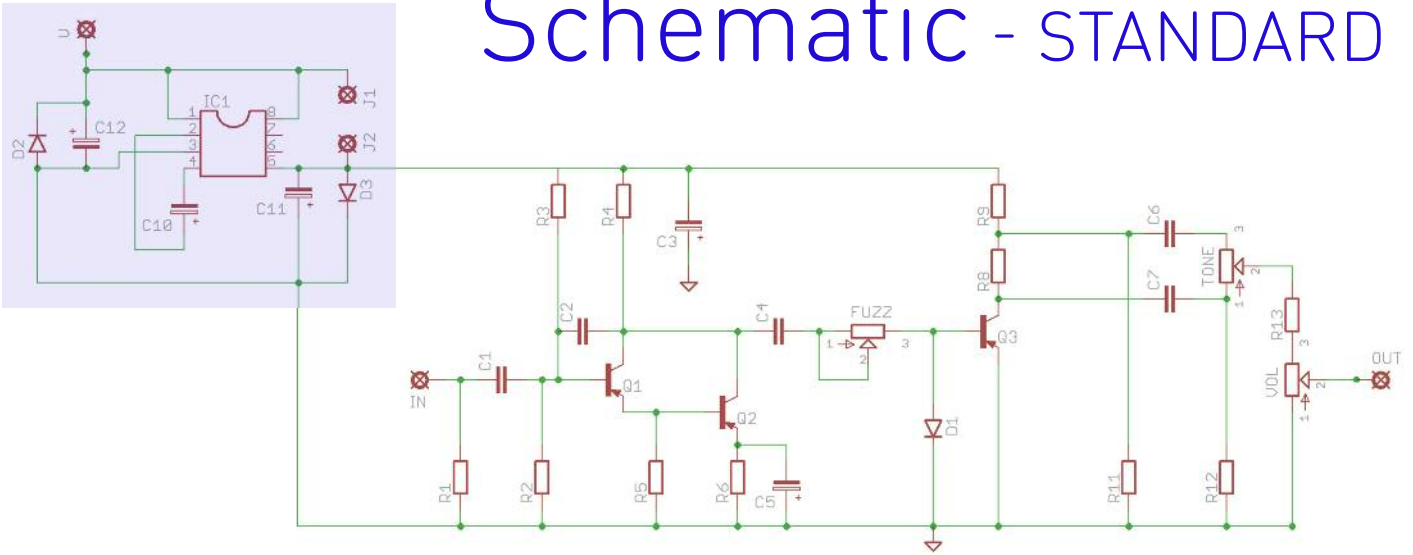 Schematic - STANDARD
U
J1
IC1
1
8
C12
2
7
J2
D2
3
6
4
5
D3
C10
C11
R3
R4
C3
R9
C6
3
R8
TONE
2
C7
1
C2
C4
FUZZ
1
3
2
Q3
R13
3
C1
Q1
OUT
IN
VOL
2
Q2
1
D1
R1
R2
R5
R6
C5
R11
R12